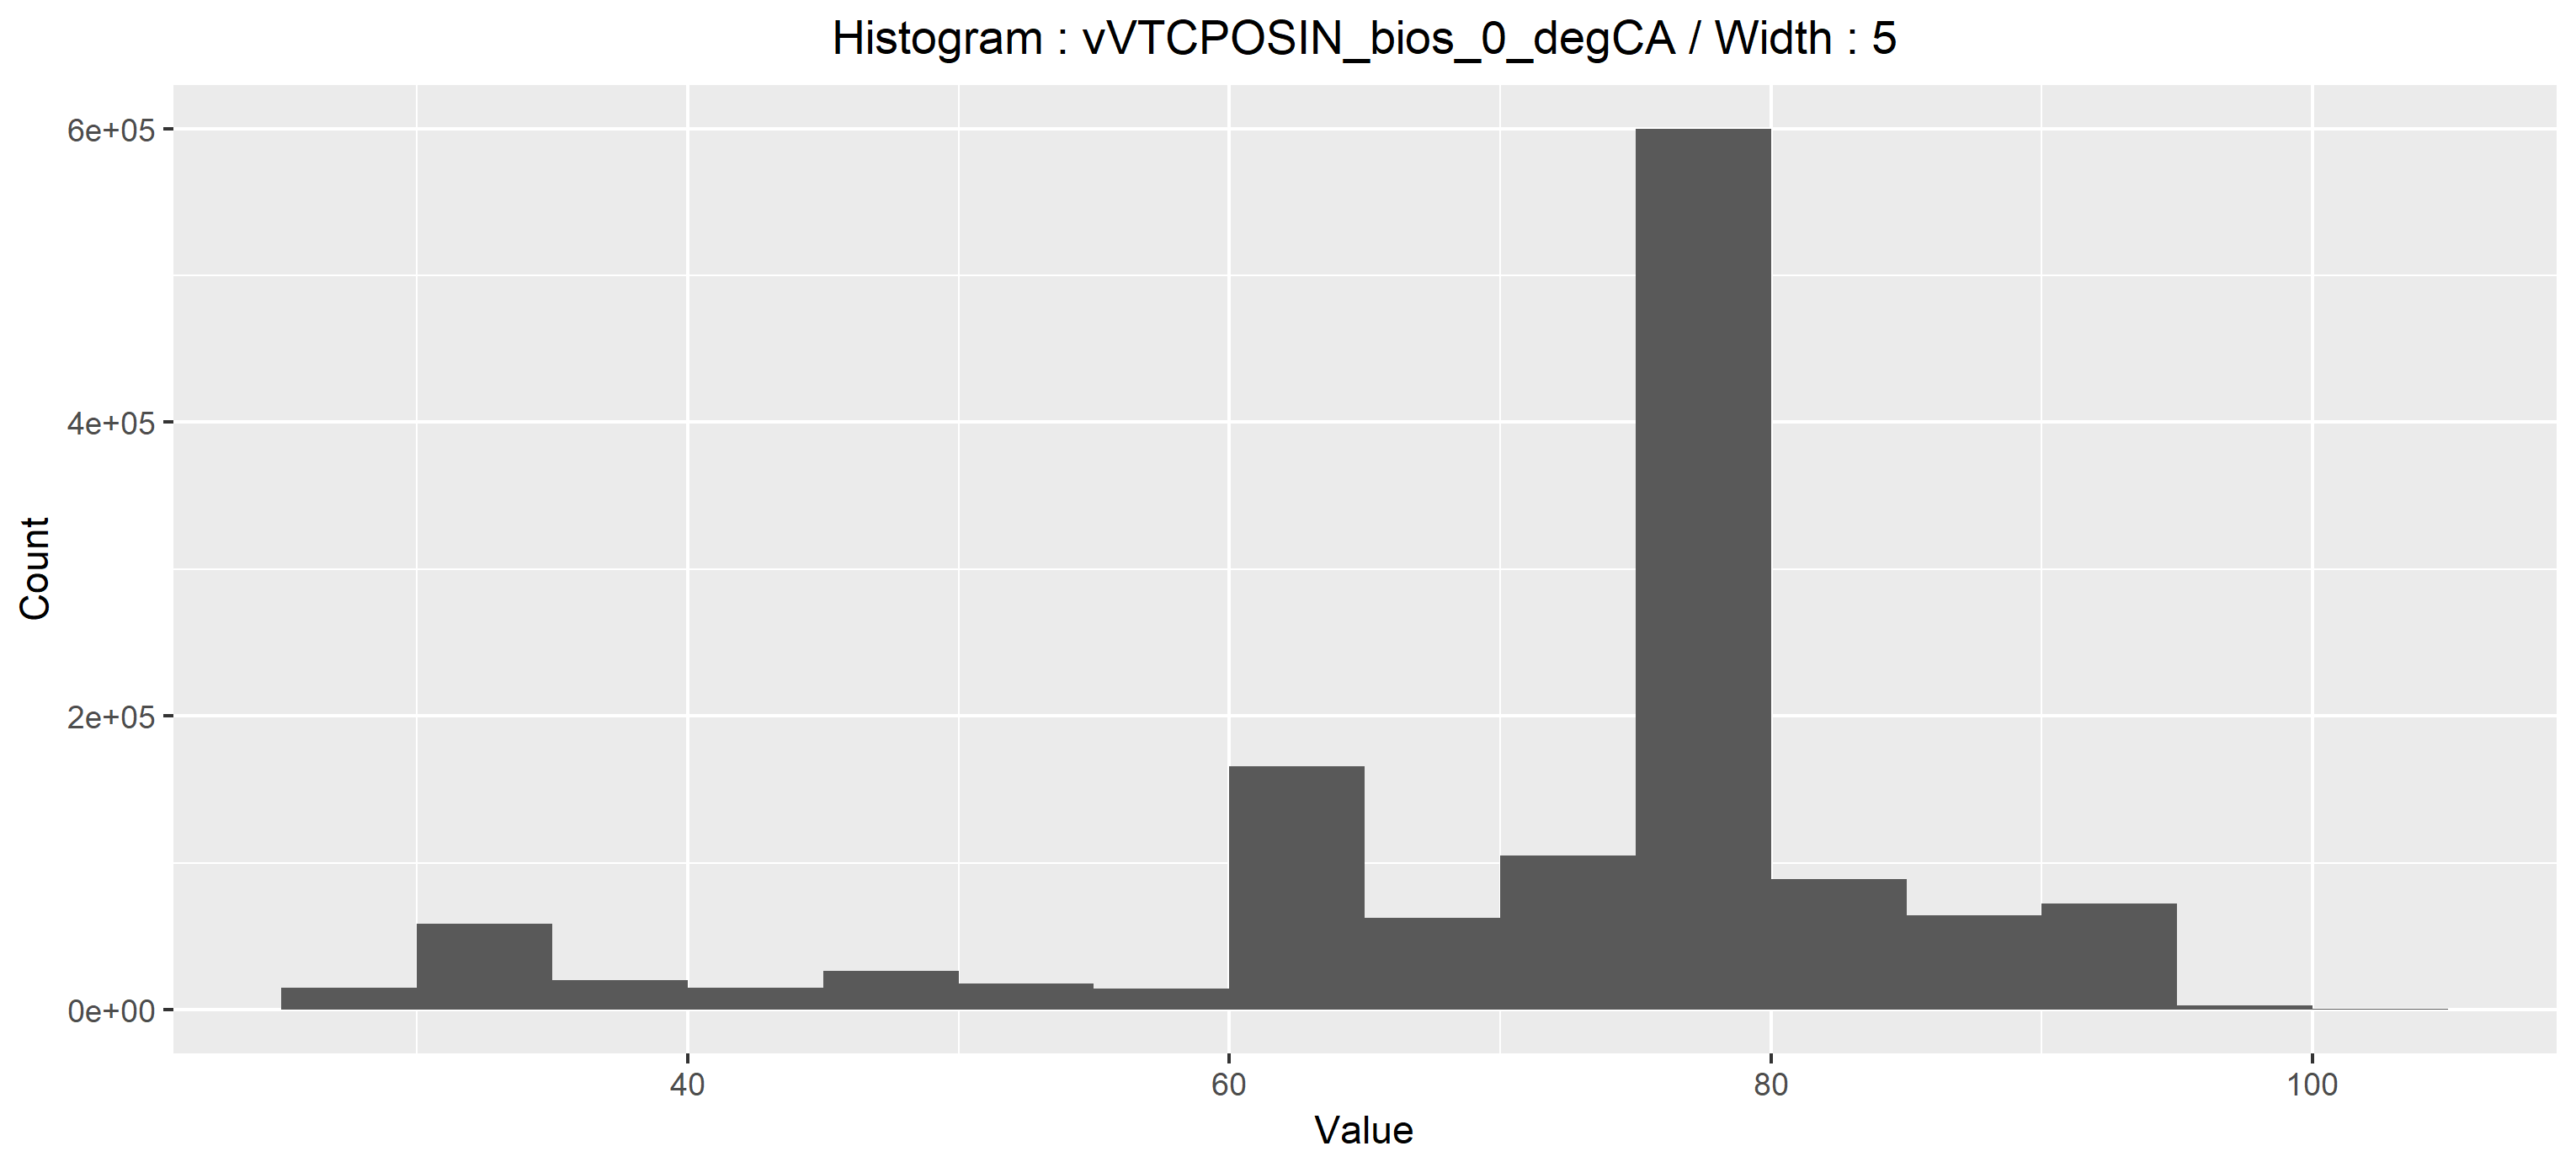 Histogram : vVTCPOSIN_bios_0_degCA / Width : 5
6e+05
4e+05
2e+05
0e+00
Count
40 60 80 100
Value